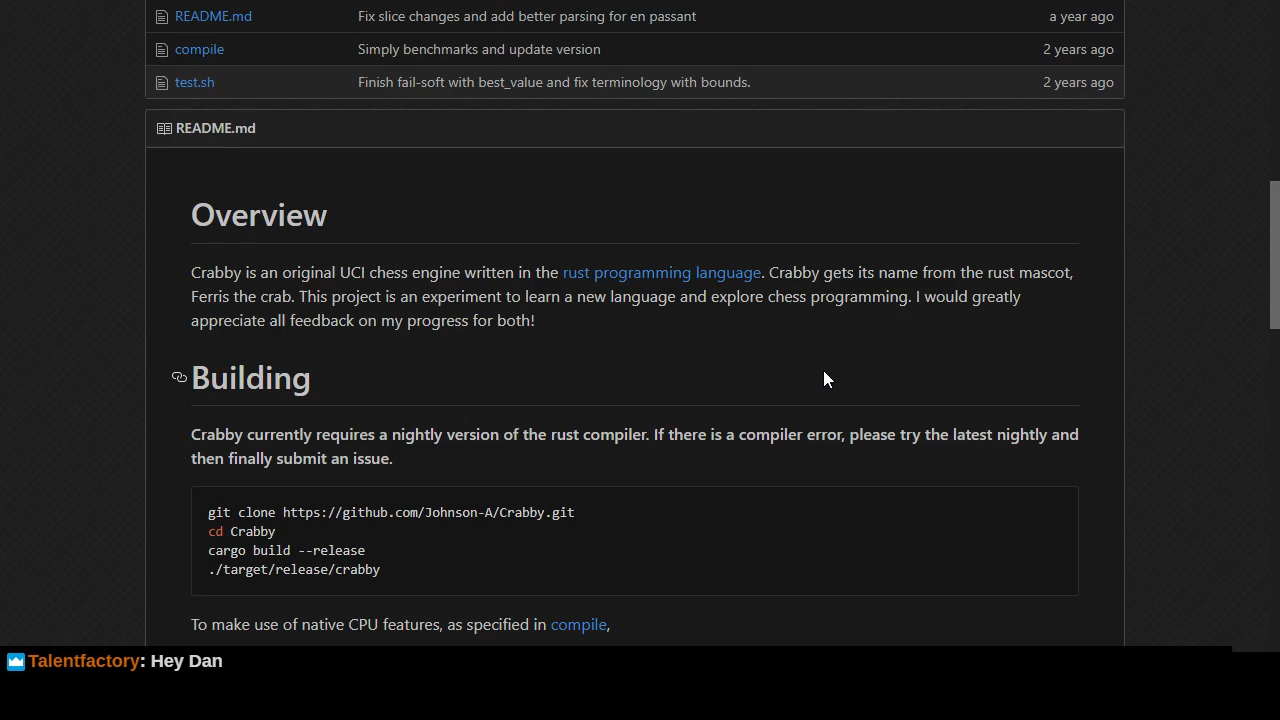 README.md Fix slice changes and add better parsing for en passant a year ago
compile Simply benchmarks and update version 2 years ago
test.sh Finish fail-soft with best_value and fix terminology with bounds. 2 years ago
README.md
Overview
Crabby is an original UCI chess engine written in the rust programming language. Crabby gets its name from the rust mascot,
Ferris the crab. This project is an experiment to learn a new language and explore chess programming. I would greatly
appreciate all feedback on my progress for both!
Building
Crabby currently requires a nightly version of the rust compiler. If there is a compiler error, please try the latest nightly and
then finally submit an issue.
git clone https://github.com/Johnson-A/Crabby.git
cd Crabby
cargo build --release
./target/release/crabby
To make use of native CPU features, as specified in compile,
Talentfactory: Hey Dan